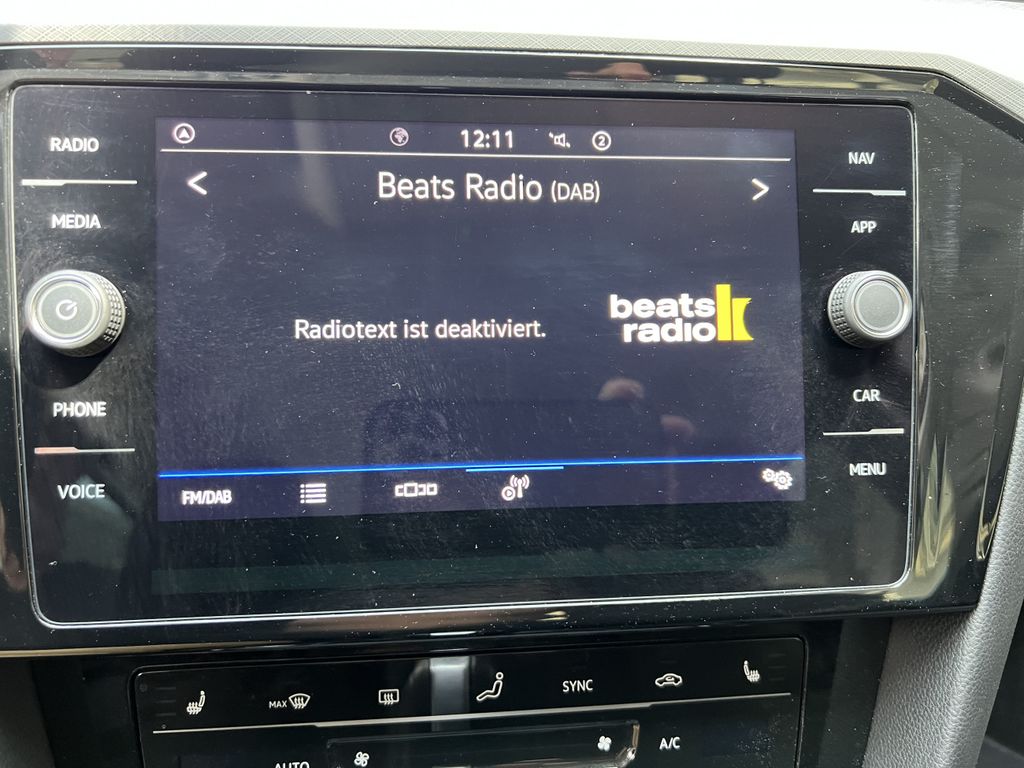 RADIO
MEDIA
PHONE
VOICE
12:11
2
Beats Radio (DAB)
Radiotext ist deaktiviert.
beats
radio
FM/DAB
NAV
APP
CAR
MENU
MAX
SYNC
AUTO
A/C